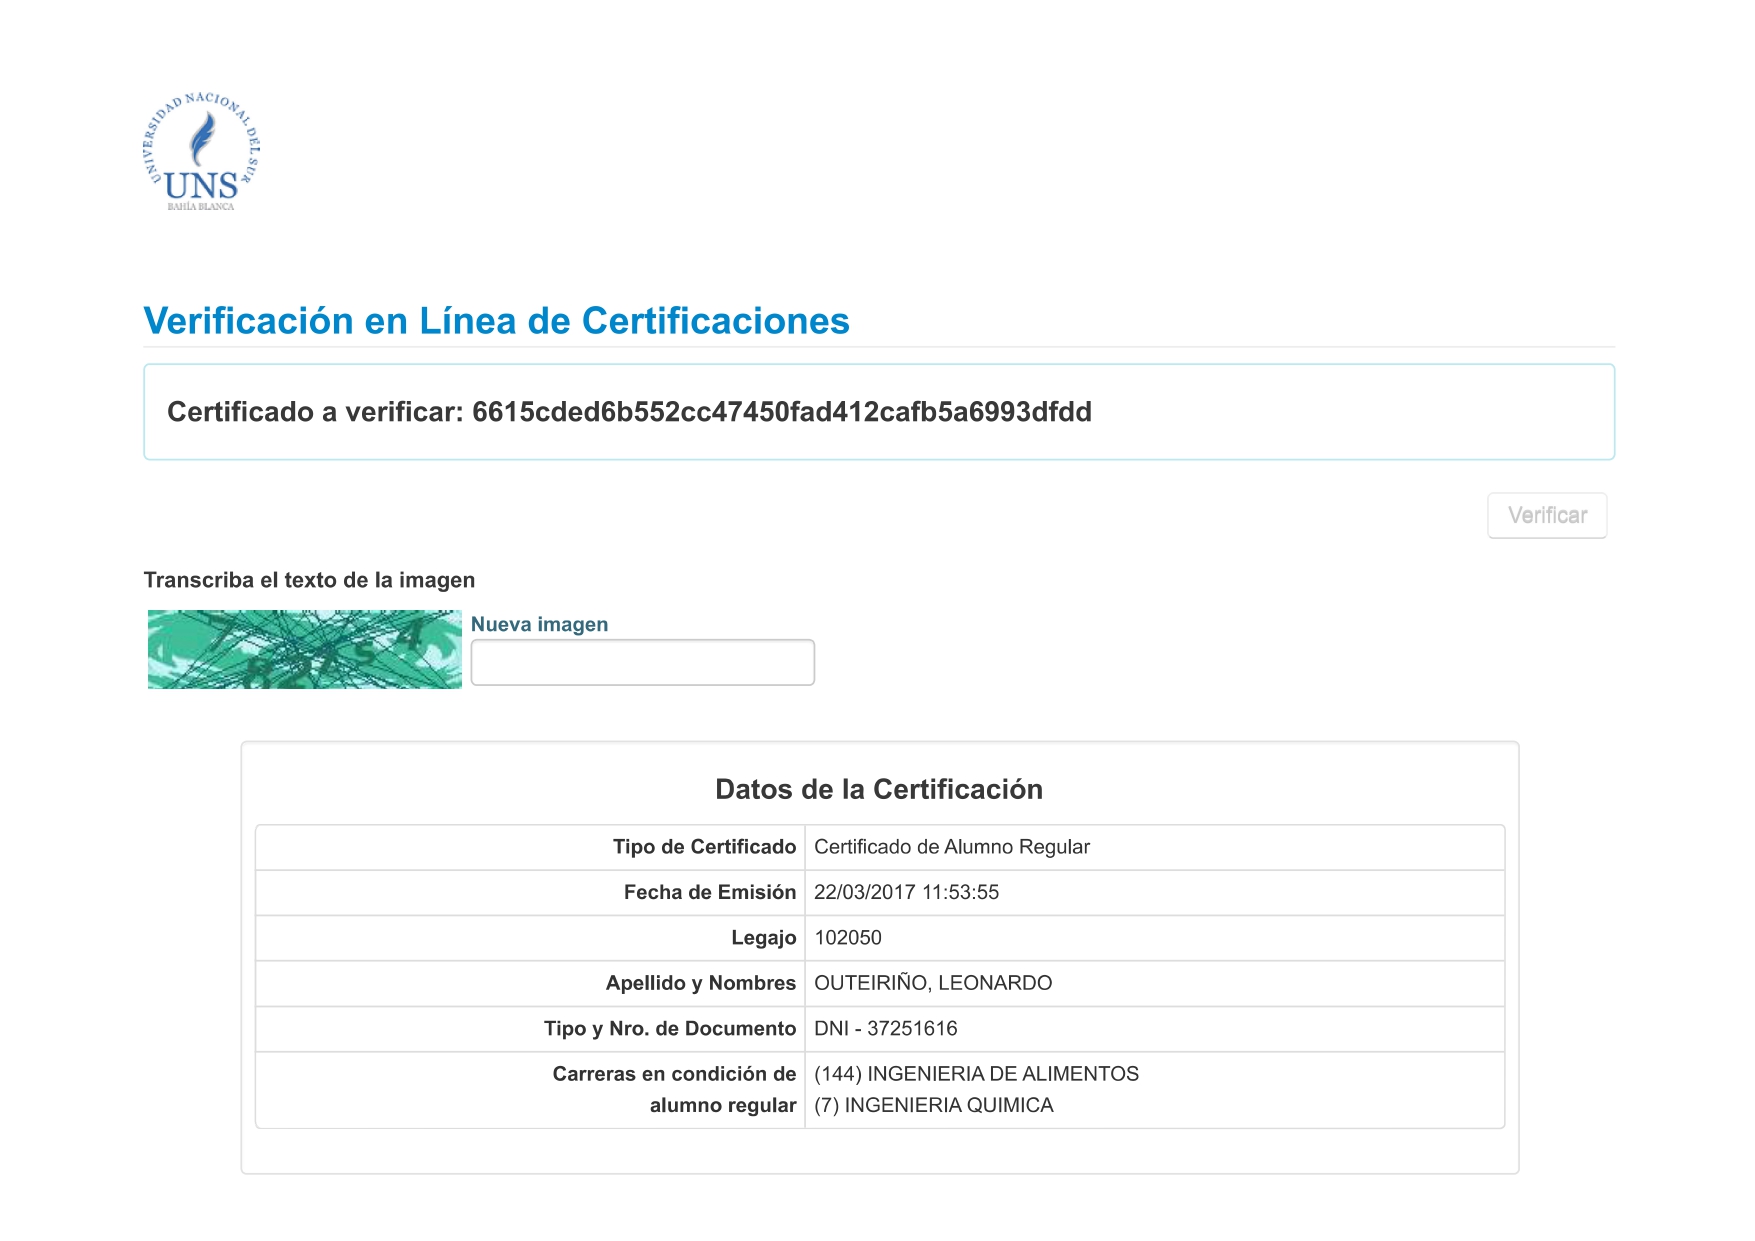 UNIVERSIDAD NACIONAL DEL SUR
UNS
BAHÍA BLANCA
Verificación en Línea de Certificaciones
Certificado a verificar: 6615cded6b552cc47450fad412cafb5a6993dfdd
Verificar
Transcriba el texto de la imagen
Nueva imagen
Datos de la Certificación
Tipo de Certificado Certificado de Alumno Regular
Fecha de Emisión 22/03/2017 11:53:55
Legajo 102050
Apellido y Nombres OUTEIRIÑO, LEONARDO
Tipo y Nro. de Documento DNI - 37251616
Carreras en condición de (144) INGENIERIA DE ALIMENTOS
alumno regular (7) INGENIERIA QUIMICA